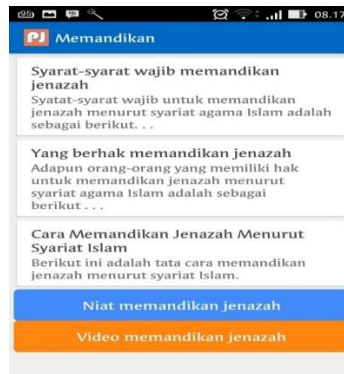 08.17
PJ Memandikan
Syarat-syarat wajib memandikan
jenazah
Syatat-syarat wajib untuk memandikan
jenazah menurut syariat agama Islam adalah
sebagai berikut. . .
Yang berhak memandikan jenazah
Adapun orang-orang yang memiliki hak
untuk memandikan jenazah menurut
syariat agama Islam adalah sebagai
berikut . . .
Cara Memandikan Jenazah Menurut
Syariat Islam
Berikut ini adalah tata cara memandikan
jenazah menurut syariat Islam.
Niat memandikan jenazah
Video memandikan jenazah